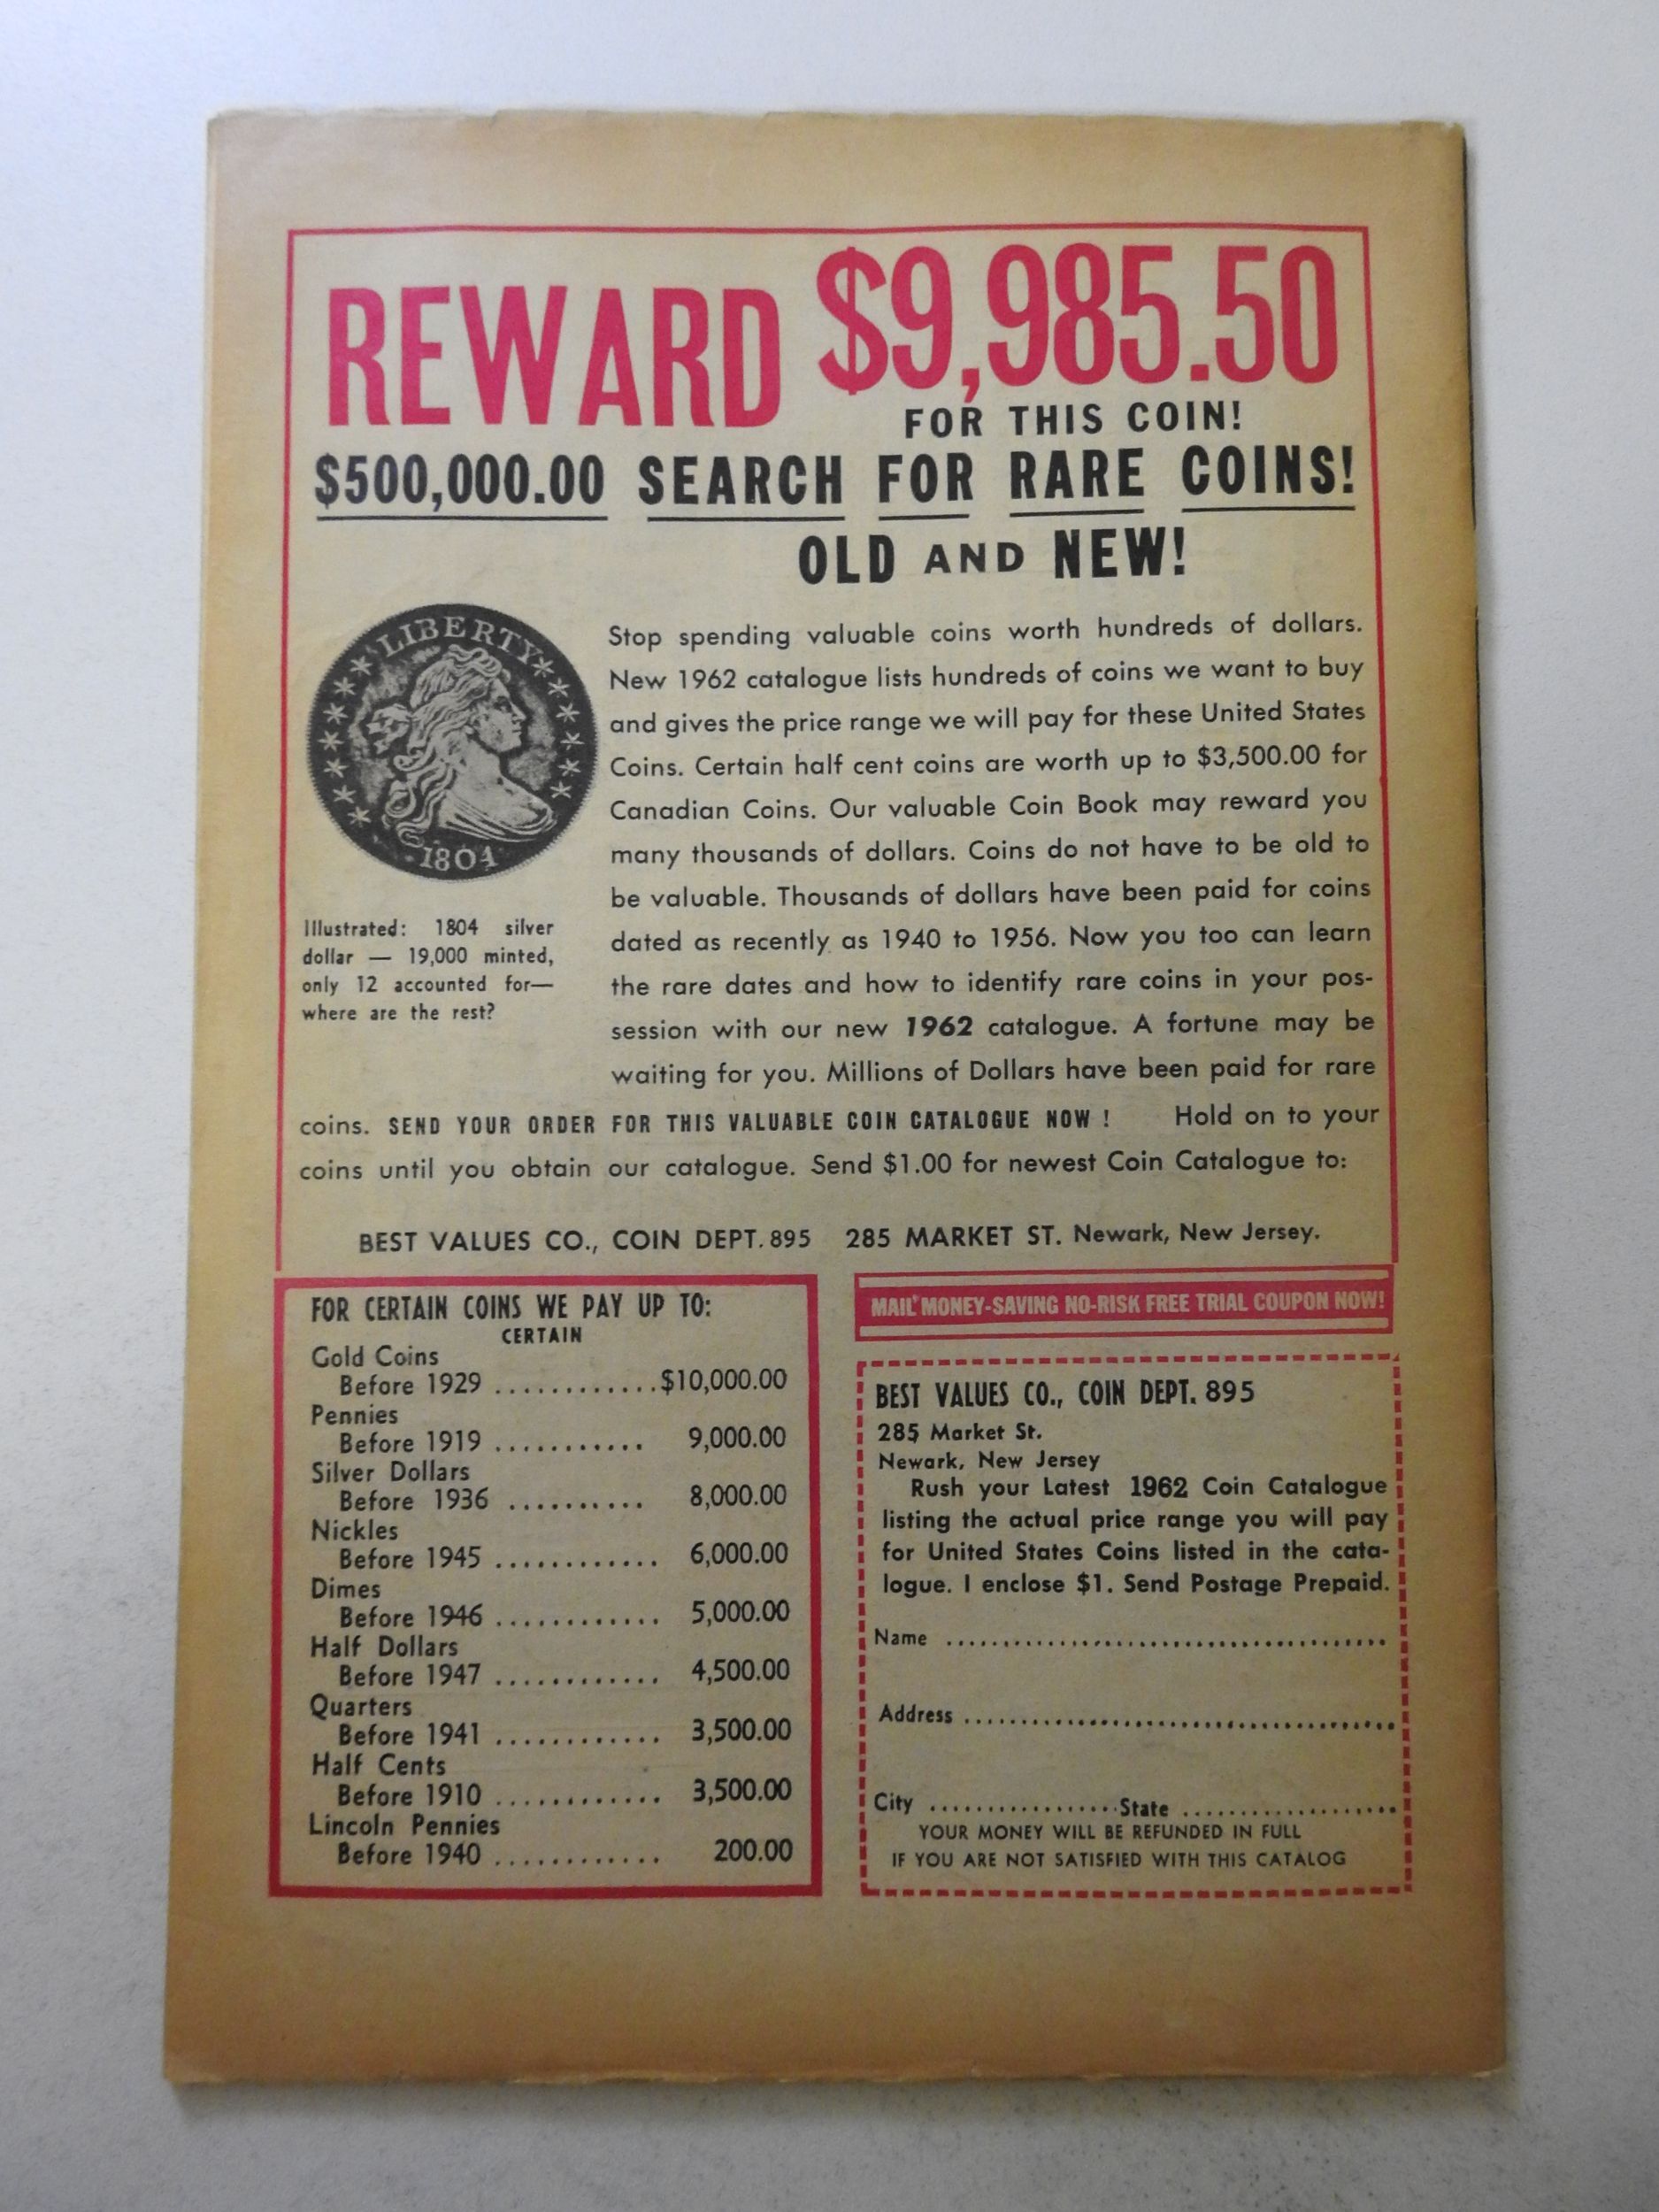 REWARD $9,985.50
FOR THIS COIN!
$500,000.00 SEARCH FOR RARE COINS!
OLD AND NEW!
LIBERTY
1804
Illustrated: 1804 silver
dollar — 19,000 minted,
only 12 accounted for—
where are the rest?
Stop spending valuable coins worth hundreds of dollars.
New 1962 catalogue lists hundreds of coins we want to buy
and gives the price range we will pay for these United States
Coins. Certain half cent coins are worth up to $3,500.00 for
Canadian Coins. Our valuable Coin Book may reward you
many thousands of dollars. Coins do not have to be old to
be valuable. Thousands of dollars have been paid for coins
dated as recently as 1940 to 1956. Now you too can learn
the rare dates and how to identify rare coins in your pos-
session with our new 1962 catalogue. A fortune may be
waiting for you. Millions of Dollars have been paid for rare
coins. SEND YOUR ORDER FOR THIS VALUABLE COIN CATALOGUE NOW ! Hold on to your
coins until you obtain our catalogue. Send $1.00 for newest Coin Catalogue to:
BEST VALUES CO., COIN DEPT. 895 285 MARKET ST. Newark, New Jersey.
FOR CERTAIN COINS WE PAY UP TO:
CERTAIN
Gold Coins
Before 1929 ............$10,000.00
Pennies
Before 1919 ........... 9,000.00
Silver Dollars
Before 1936 .......... 8,000.00
Nickles
Before 1945 ............ 6,000.00
Dimes
Before 1946 ............ 5,000.00
Half Dollars
Before 1947 ............ 4,500.00
Quarters
Before 1941 ............ 3,500.00
Half Cents
Before 1910 ............ 3,500.00
Lincoln Pennies
Before 1940 ............ 200.00
MAIL MONEY-SAVING NO-RISK FREE TRIAL COUPON NOW!
BEST VALUES CO., COIN DEPT. 895
285 Market St.
Newark, New Jersey
Rush your Latest 1962 Coin Catalogue
listing the actual price range you will pay
for United States Coins listed in the cata-
logue. I enclose $1. Send Postage Prepaid.
Name .......................................
Address ......................................
City .................State ...................
YOUR MONEY WILL BE REFUNDED IN FULL
IF YOU ARE NOT SATISFIED WITH THIS CATALOG